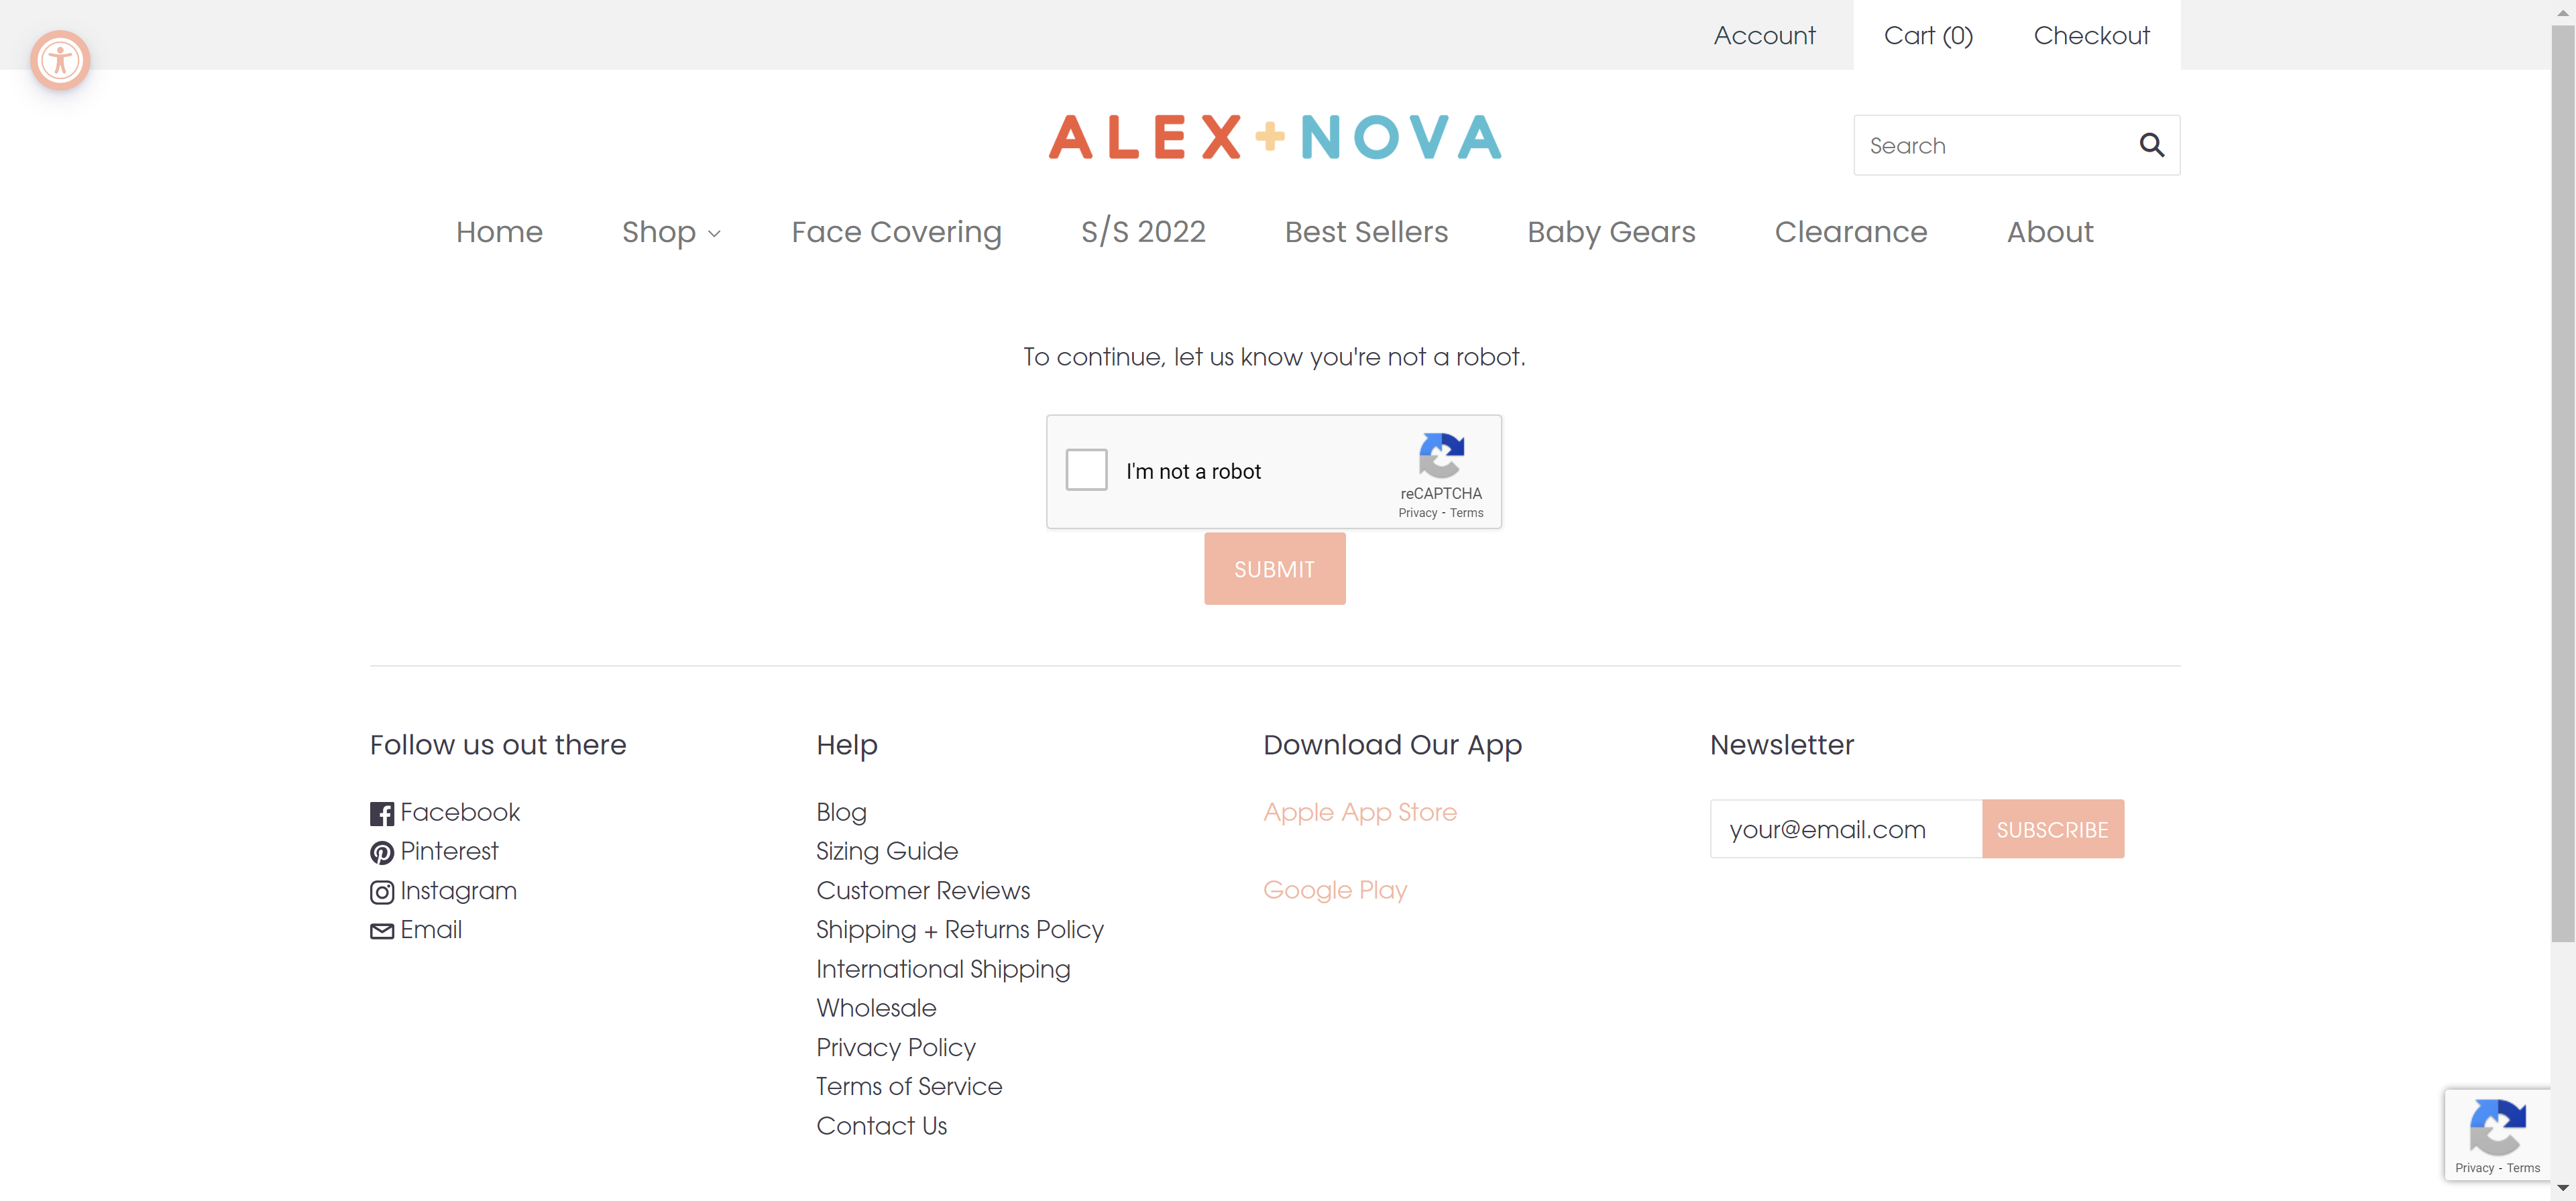 Account
Cart (0)
Checkout
ALEX + NOVA
Search
Home
Shop
Face Covering
S/S 2022
Best Sellers
Baby Gears
Clearance
About
To continue, let us know you're not a robot.
I'm not a robot
reCAPTCHA
Privacy - Terms
SUBMIT
Follow us out there
Facebook
Pinterest
Instagram
Email
Help
Blog
Sizing Guide
Customer Reviews
Shipping + Returns Policy
International Shipping
Wholesale
Privacy Policy
Terms of Service
Contact Us
Download Our App
Apple App Store
Google Play
Newsletter
your@email.com
SUBSCRIBE
Privacy - Terms